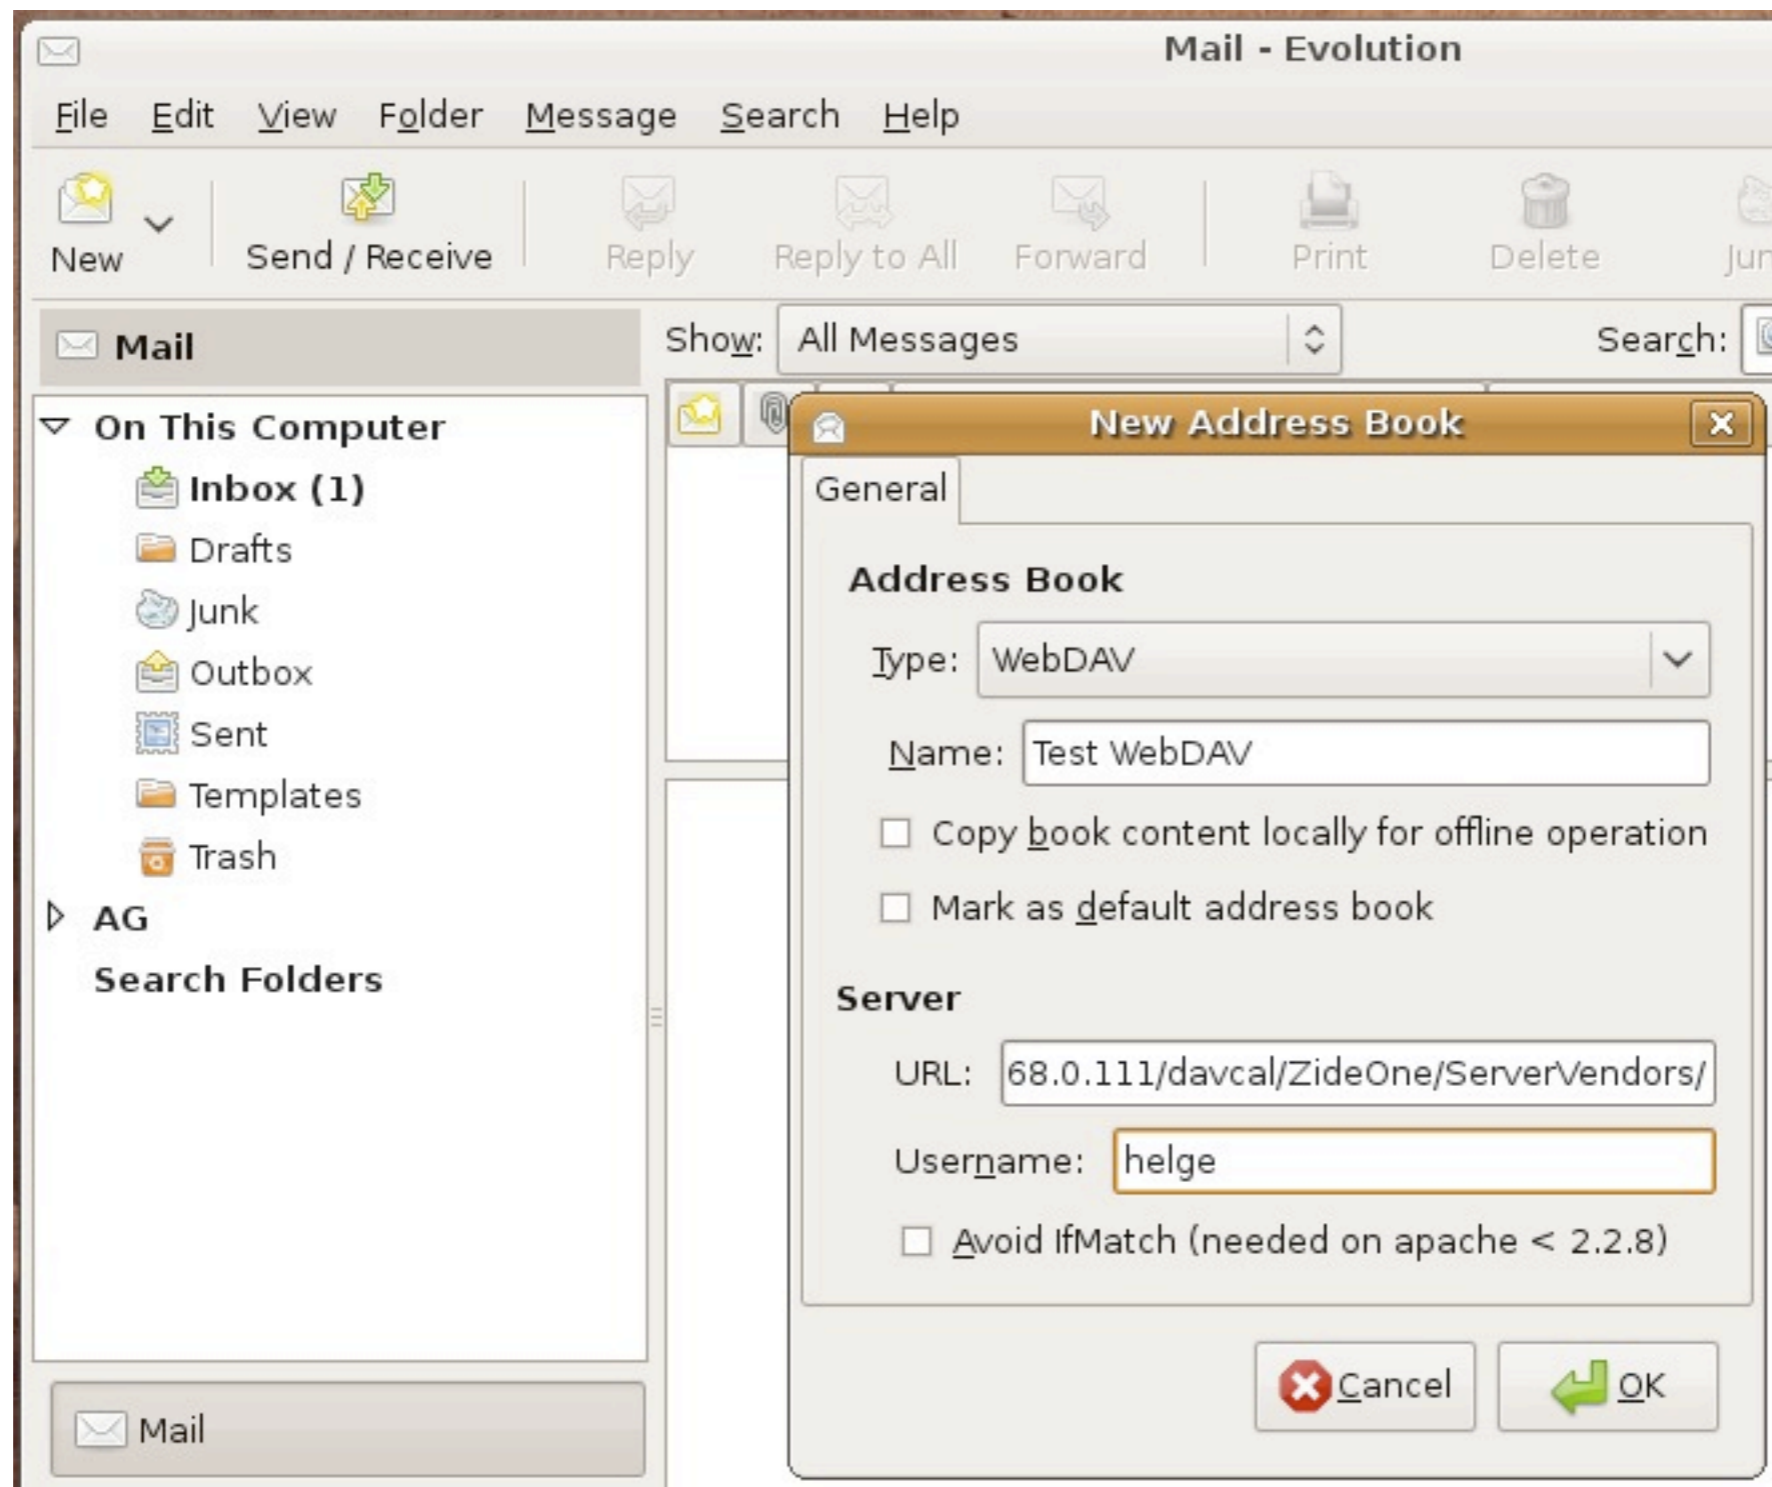 Mail - Evolution
File Edit View Folder Message Search Help
New Send / Receive Reply Reply to All Forward Print Delete
Mail
Show: All Messages Search:
On This Computer
Inbox (1)
Drafts
Junk
Outbox
Sent
Templates
Trash
AG
Search Folders
Mail
New Address Book
General
Address Book
Type: WebDAV
Name: Test WebDAV
Copy book content locally for offline operation
Mark as default address book
Server
URL: 68.0.111/davcal/ZideOne/ServerVendors/
Username: helge
Avoid IfMatch (needed on apache < 2.2.8)
Cancel OK